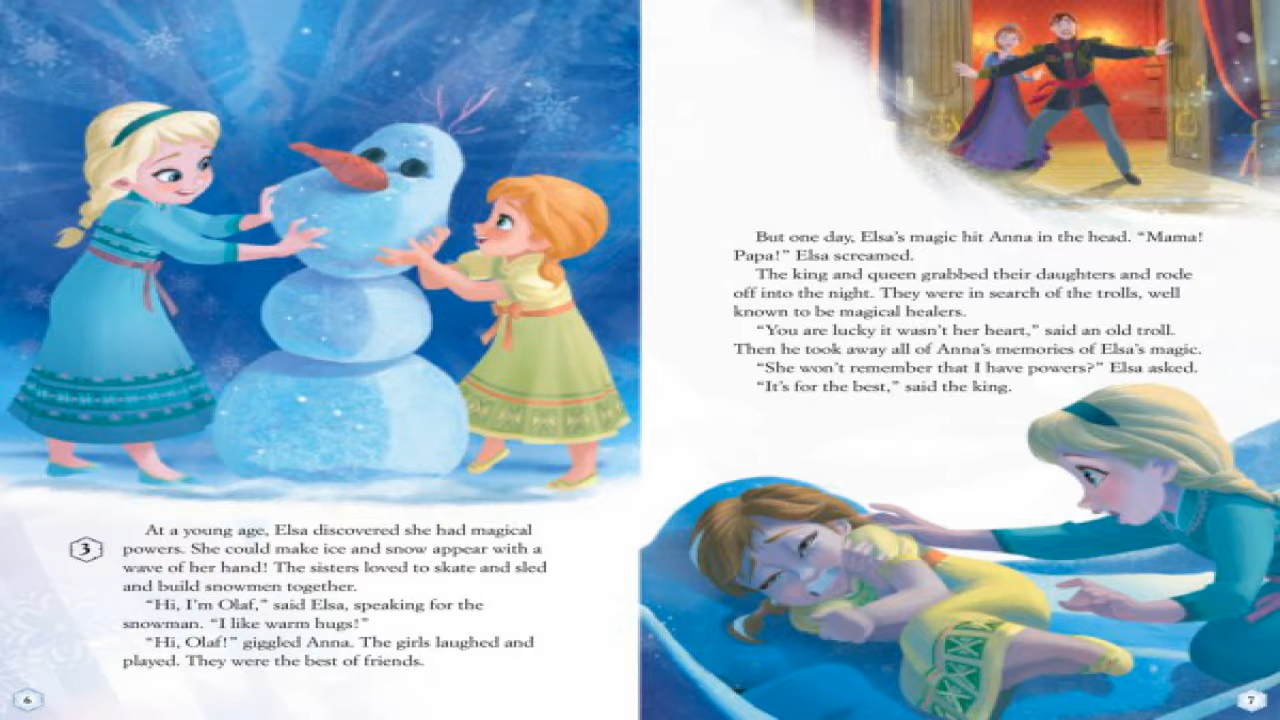 3
At a young age, Elsa discovered she had magical
powers. She could make ice and snow appear with a
wave of her hand! The sisters loved to skate and sled
and build snowmen together.
“Hi, I’m Olaf,” said Elsa, speaking for the
snowman. “I like warm hugs!”
“Hi, Olaf!” giggled Anna. The girls laughed and
played. They were the best of friends.
6
But one day, Elsa’s magic hit Anna in the head. “Mama!
Papa!” Elsa screamed.
The king and queen grabbed their daughters and rode
off into the night. They were in search of the trolls, well
known to be magical healers.
“You are lucky it wasn’t her heart,” said an old troll.
Then he took away all of Anna’s memories of Elsa’s magic.
“She won’t remember that I have powers?” Elsa asked.
“It’s for the best,” said the king.
7